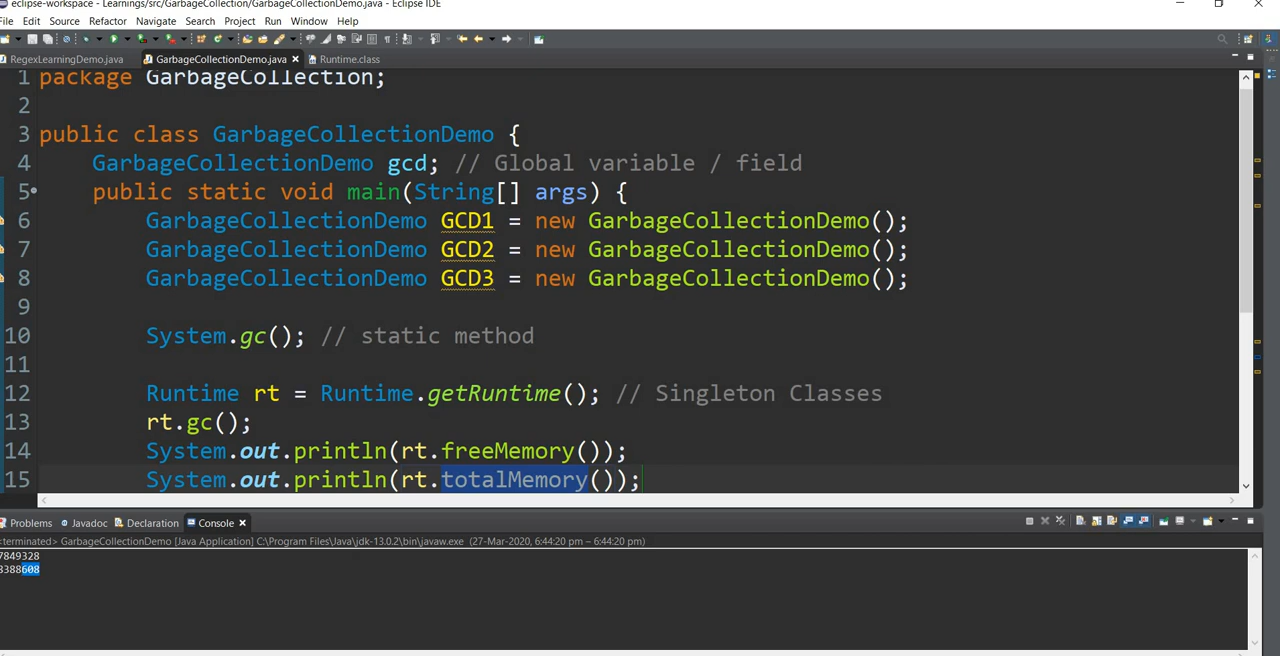 eclipse-workspace - Learnings/src/GarbageCollection/GarbageCollectionDemo.java - Eclipse IDE
File Edit Source Refactor Navigate Search Project Run Window Help
RegexLearningDemo.java GarbageCollectionDemo.java Runtime.class
1 package GarbageCollection;
2
3 public class GarbageCollectionDemo {
4 GarbageCollectionDemo gcd; // Global variable / field
5 public static void main(String[] args) {
6 GarbageCollectionDemo GCD1 = new GarbageCollectionDemo();
7 GarbageCollectionDemo GCD2 = new GarbageCollectionDemo();
8 GarbageCollectionDemo GCD3 = new GarbageCollectionDemo();
9
10 System.gc(); // static method
11
12 Runtime rt = Runtime.getRuntime(); // Singleton Classes
13 rt.gc();
14 System.out.println(rt.freeMemory());
15 System.out.println(rt.totalMemory());
Problems Javadoc Declaration Console
<terminated> GarbageCollectionDemo [Java Application] C:\Program Files\Java\jdk-13.0.2\bin\javaw.exe (27-Mar-2020, 6:44:20 pm – 6:44:20 pm)
7849328
8388608